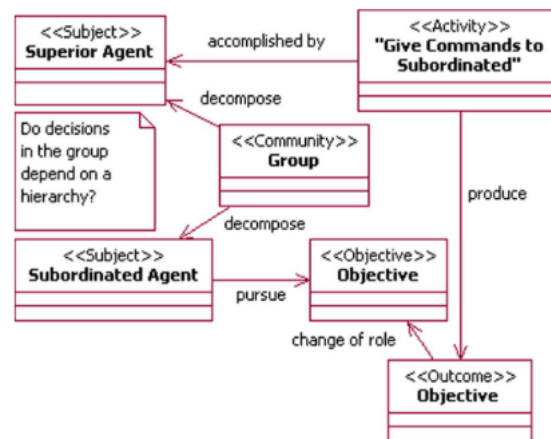 <<Subject>>
Superior Agent
accomplished by
<<Activity>>
"Give Commands to
Subordinated"
decompose
Do decisions
in the group
depend on a
hierarchy?
<<Community>>
Group
produce
decompose
<<Subject>>
Subordinated Agent
pursue
<<Objective>>
Objective
change of role
<<Outcome>>
Objective